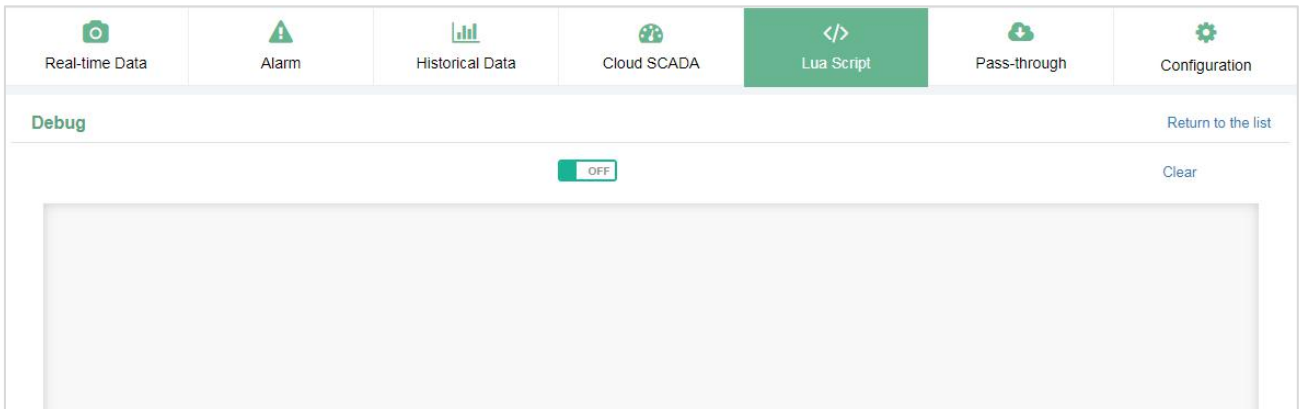 Real-time Data
Alarm
Historical Data
Cloud SCADA
</>
Lua Script
Pass-through
Configuration
Debug
Return to the list
OFF
Clear